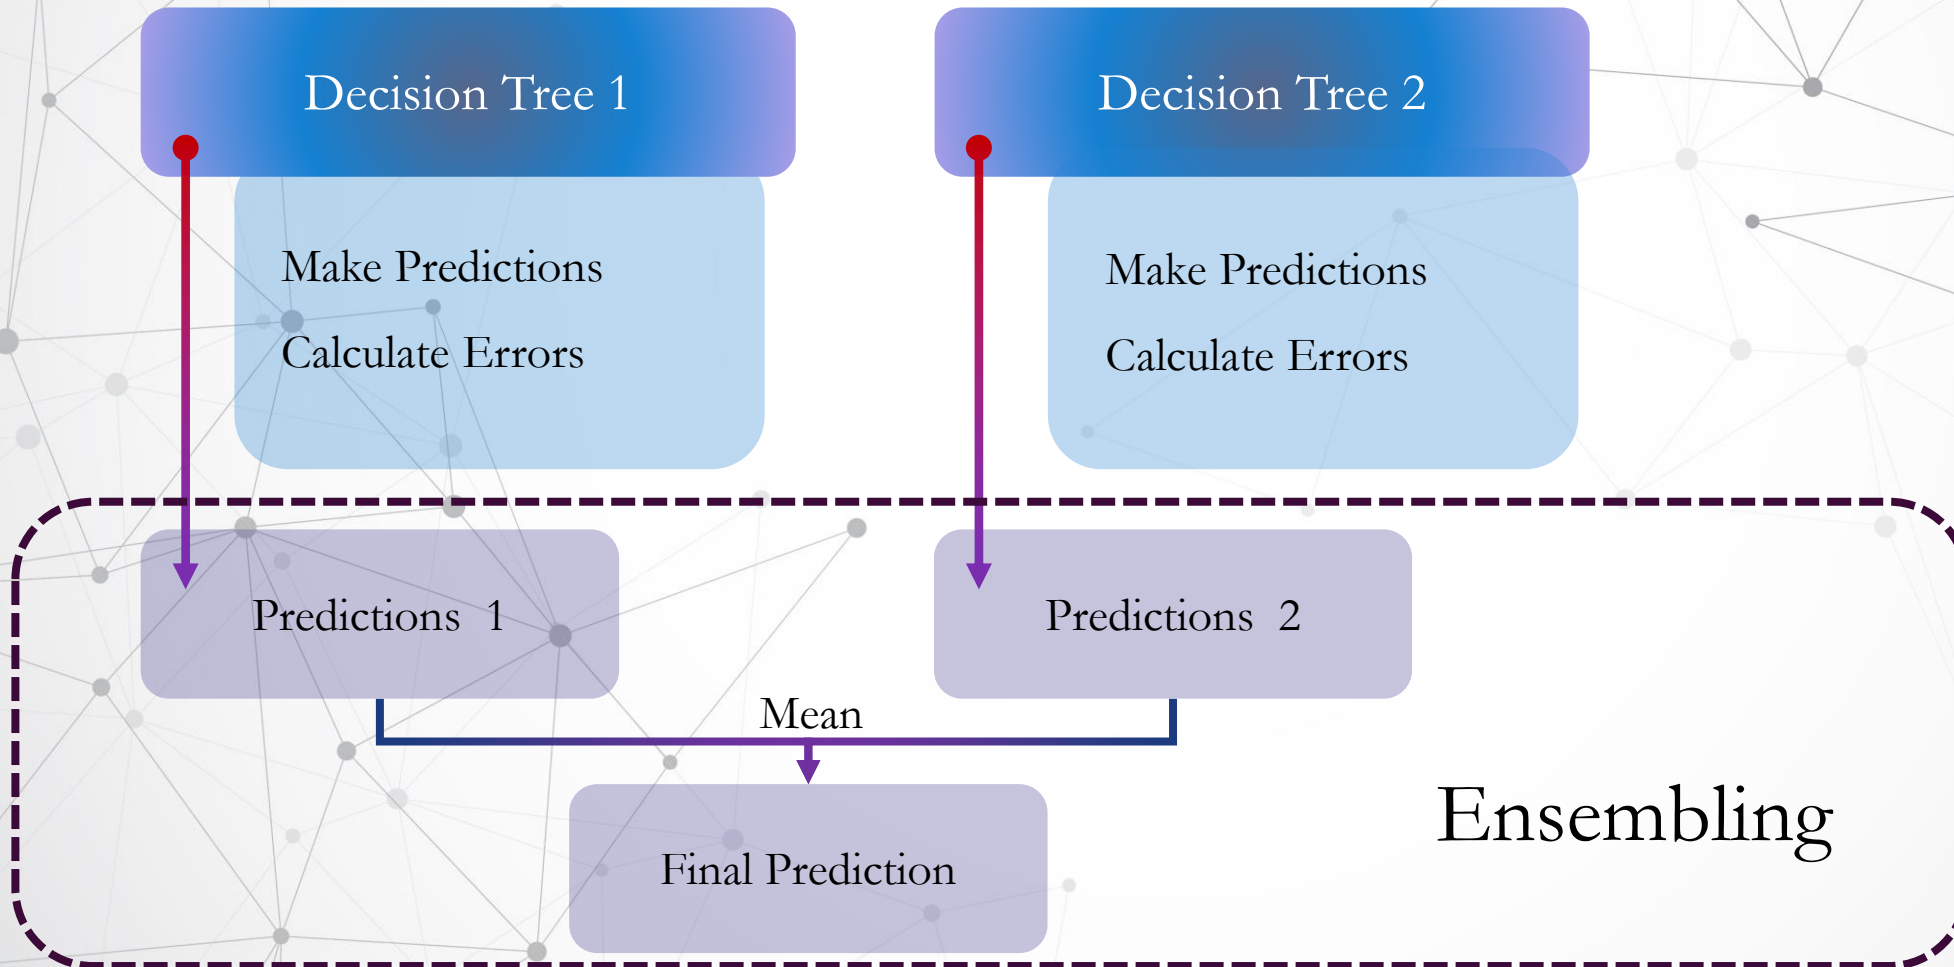 Decision Tree 1
Decision Tree 2
Make Predictions
Calculate Errors
Make Predictions
Calculate Errors
Predictions 1
Predictions 2
Mean
Final Prediction
Ensembling